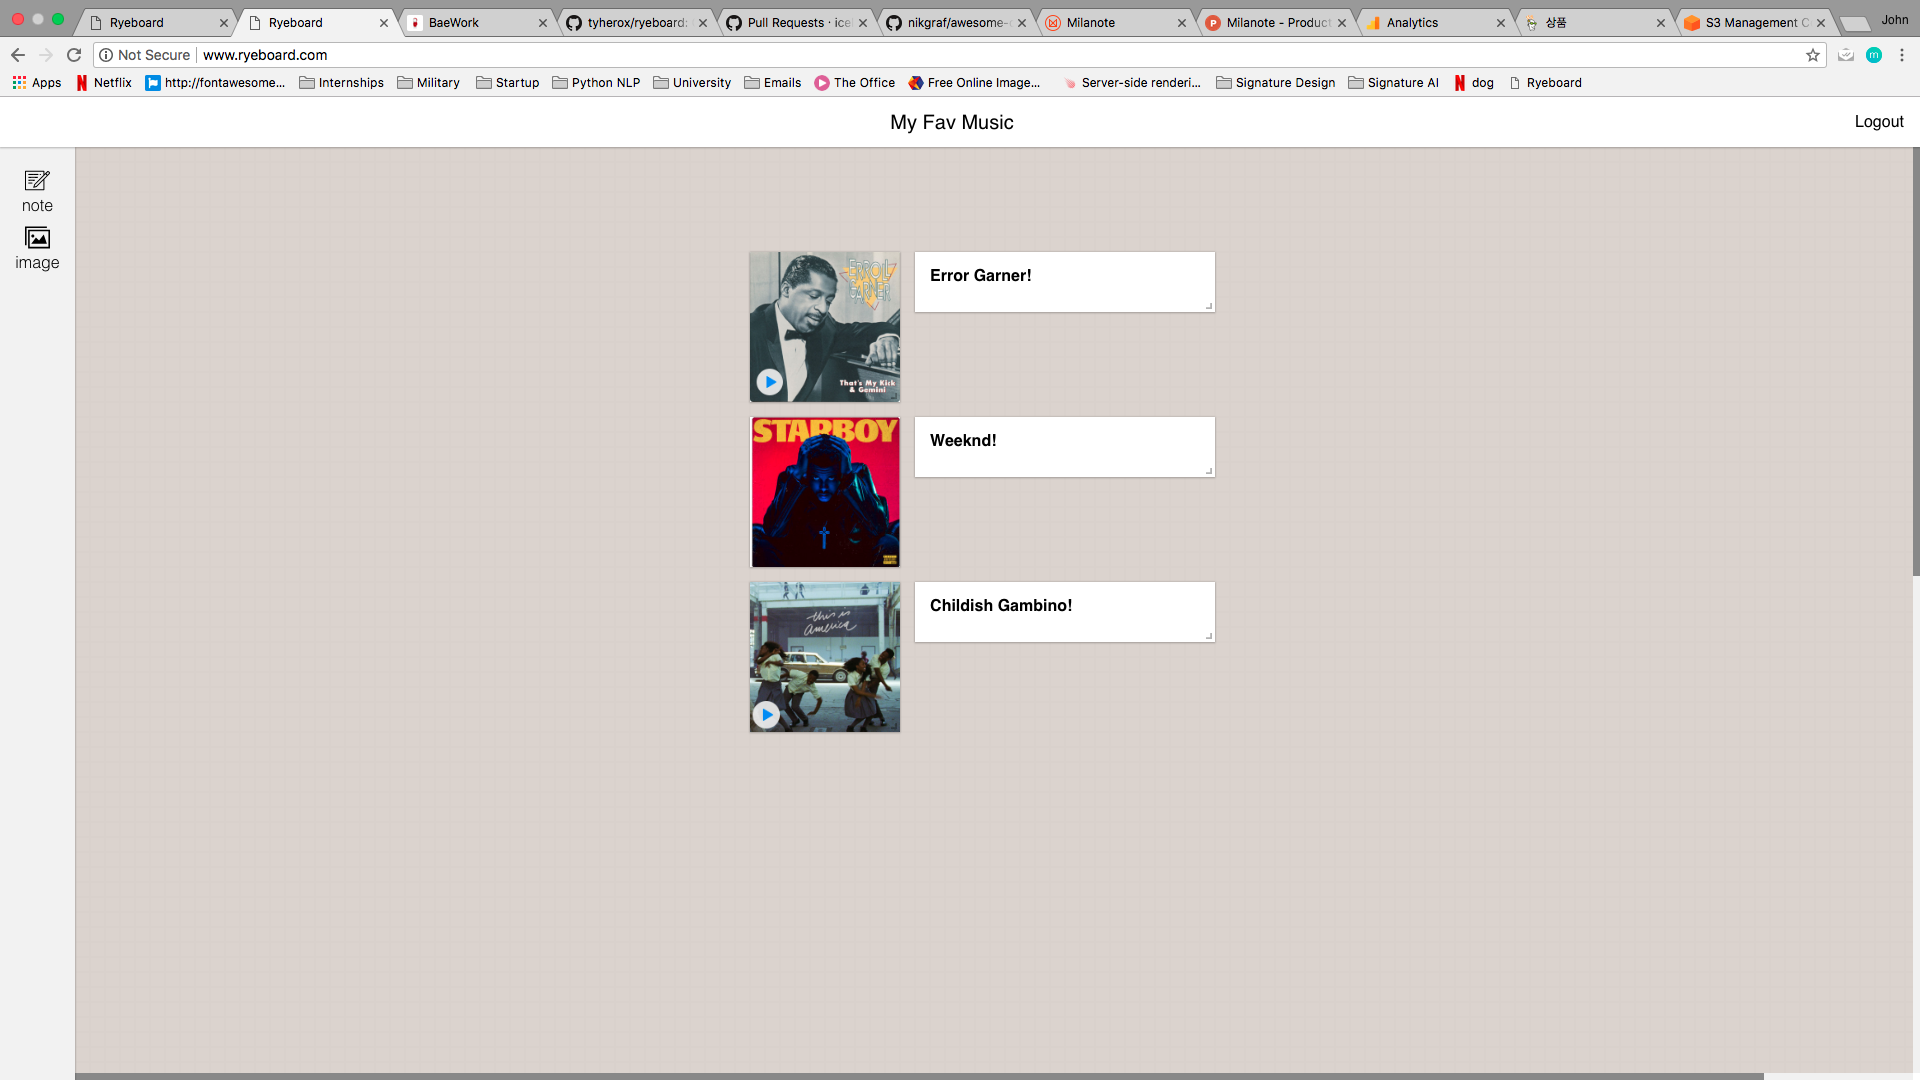 Ryeboard
Ryeboard
BaeWork
tyherox/ryeboard:
Pull Requests · ice
nikgraf/awesome-
Milanote
Milanote - Product
Analytics
상품
S3 Management C
John
Not Secure www.ryeboard.com
m
Apps Netflix http://fontawesome... Internships Military Startup Python NLP University Emails The Office Free Online Image... Server-side renderi... Signature Design Signature AI dog Ryeboard
My Fav Music
Logout
note
image
ERROLL
GARNER
That's My Kick
& Gemini
Error Garner!
STARBOY
Weeknd!
this is
america
Childish Gambino!